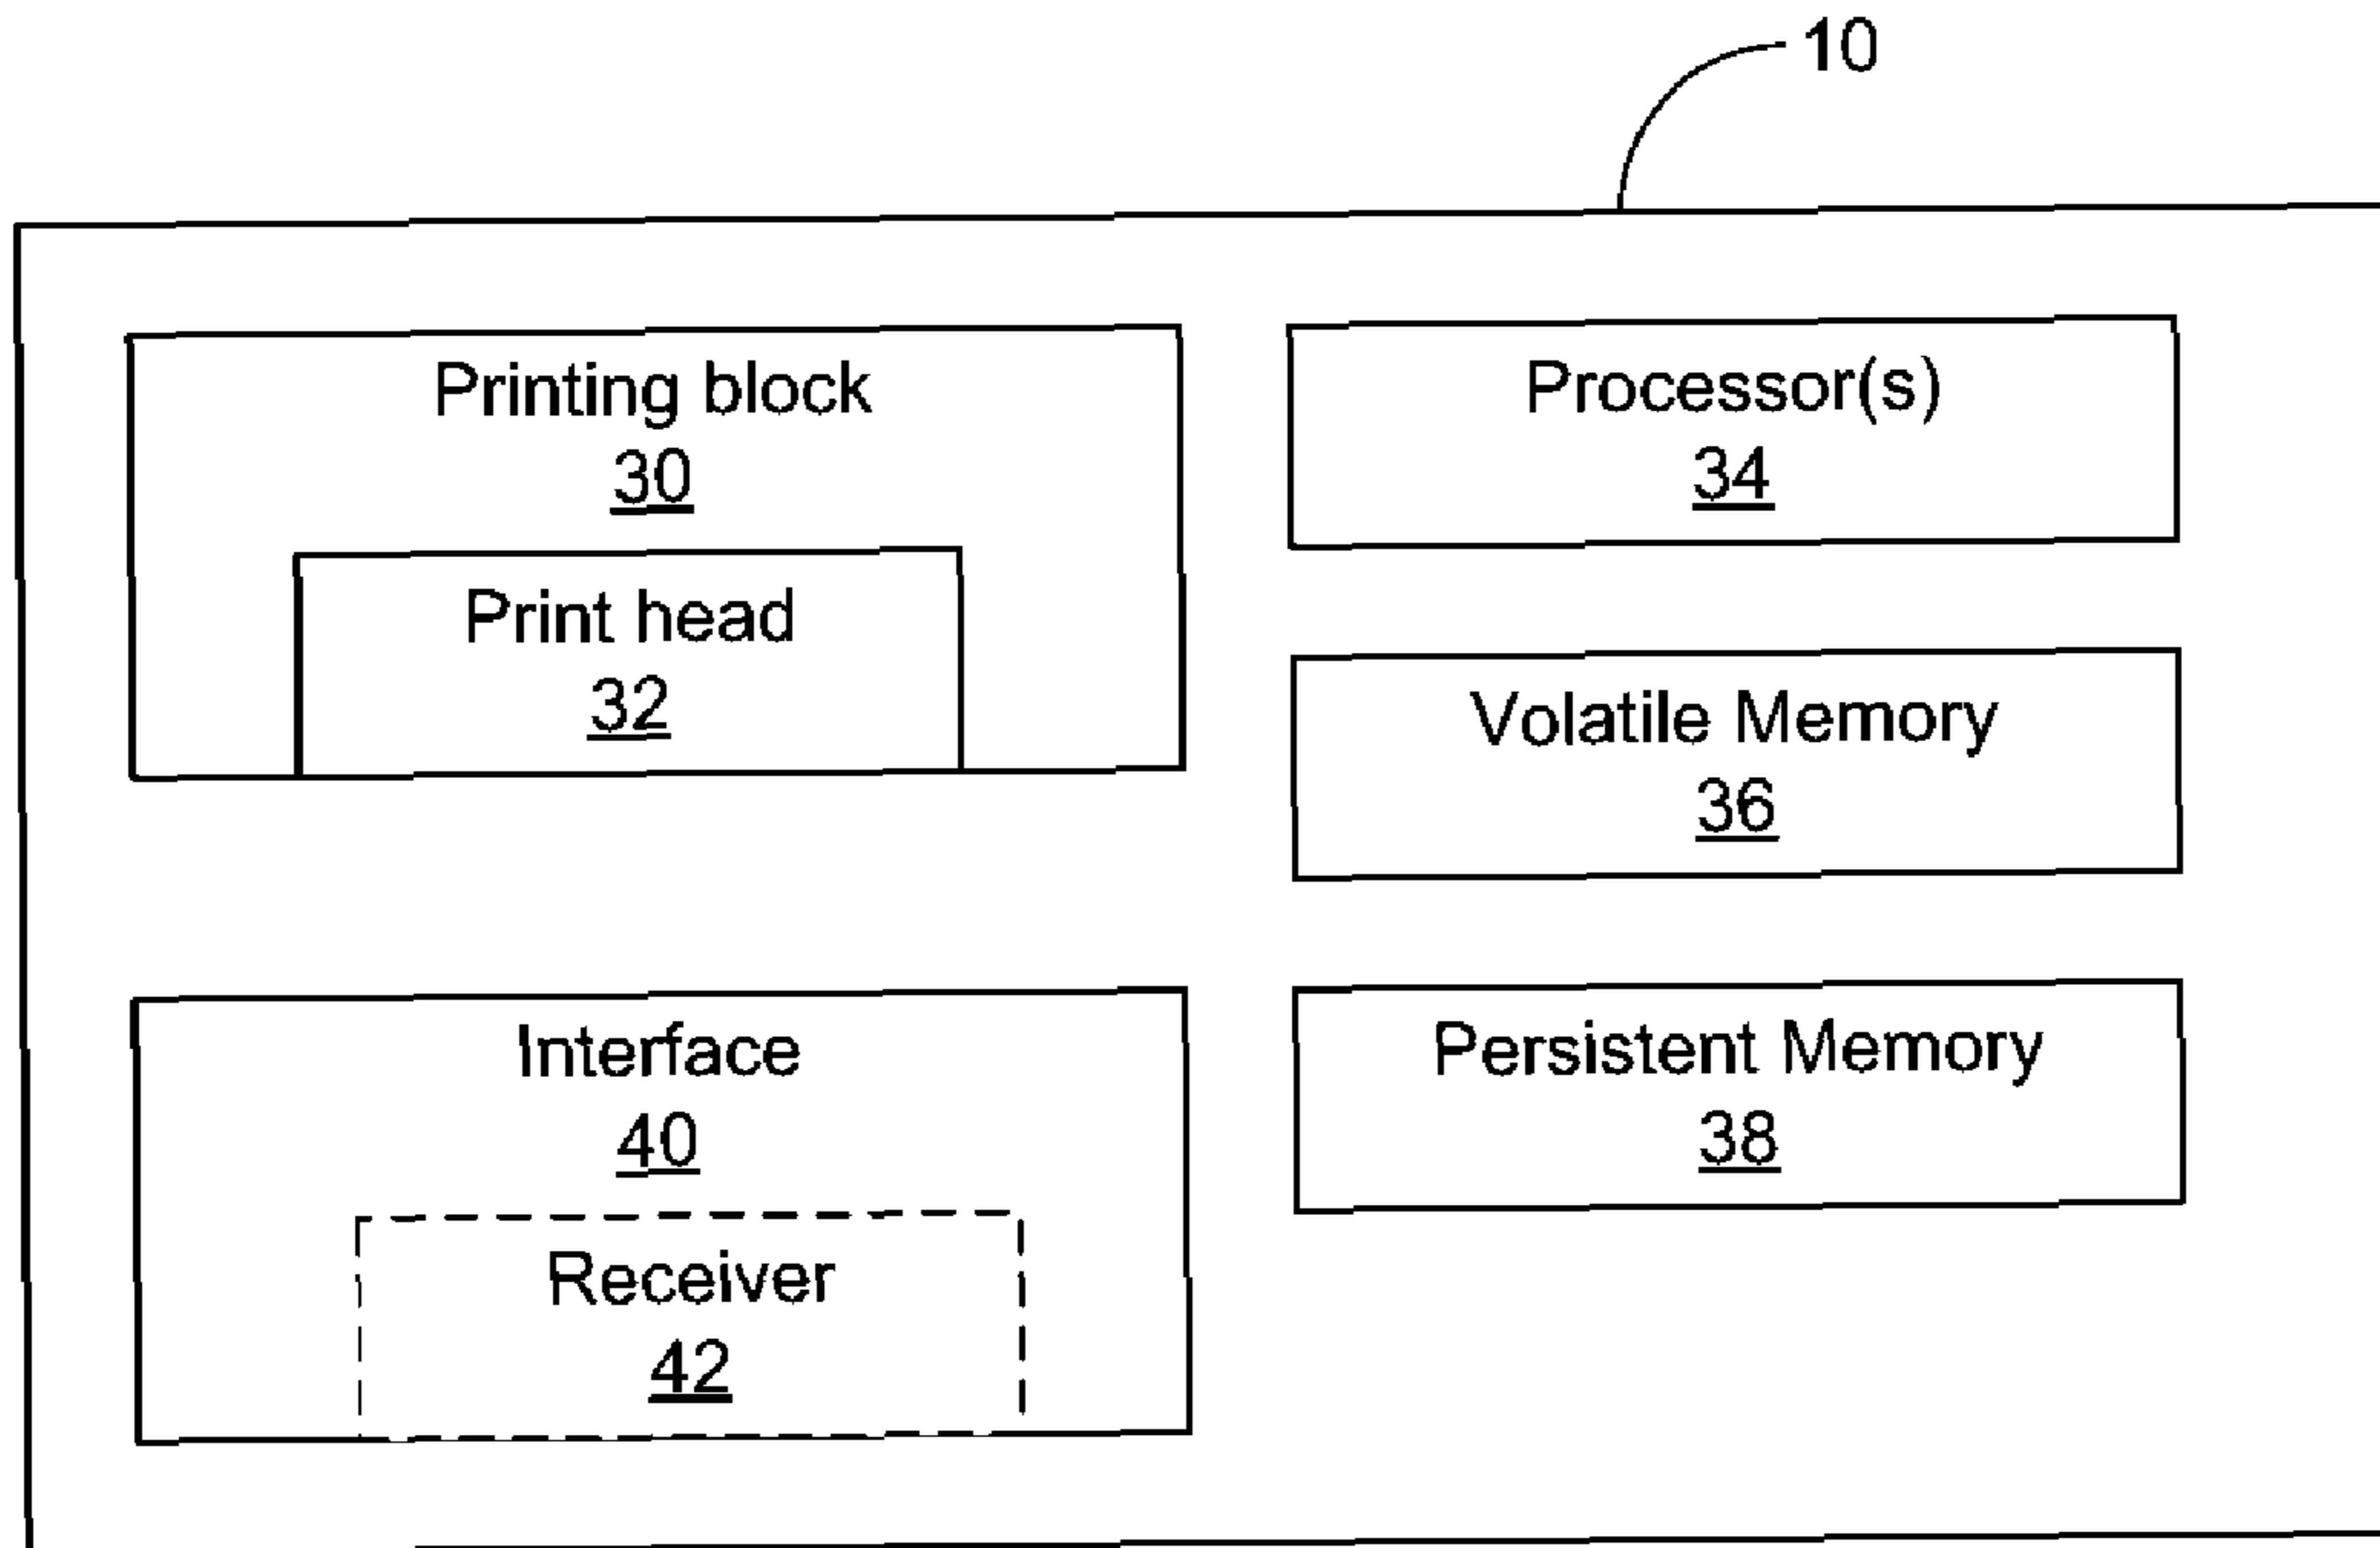 10
Printing block
30
Print head
32
Processor(s)
34
Volatile Memory
36
Interface
40
Receiver
42
Persistent Memory
38